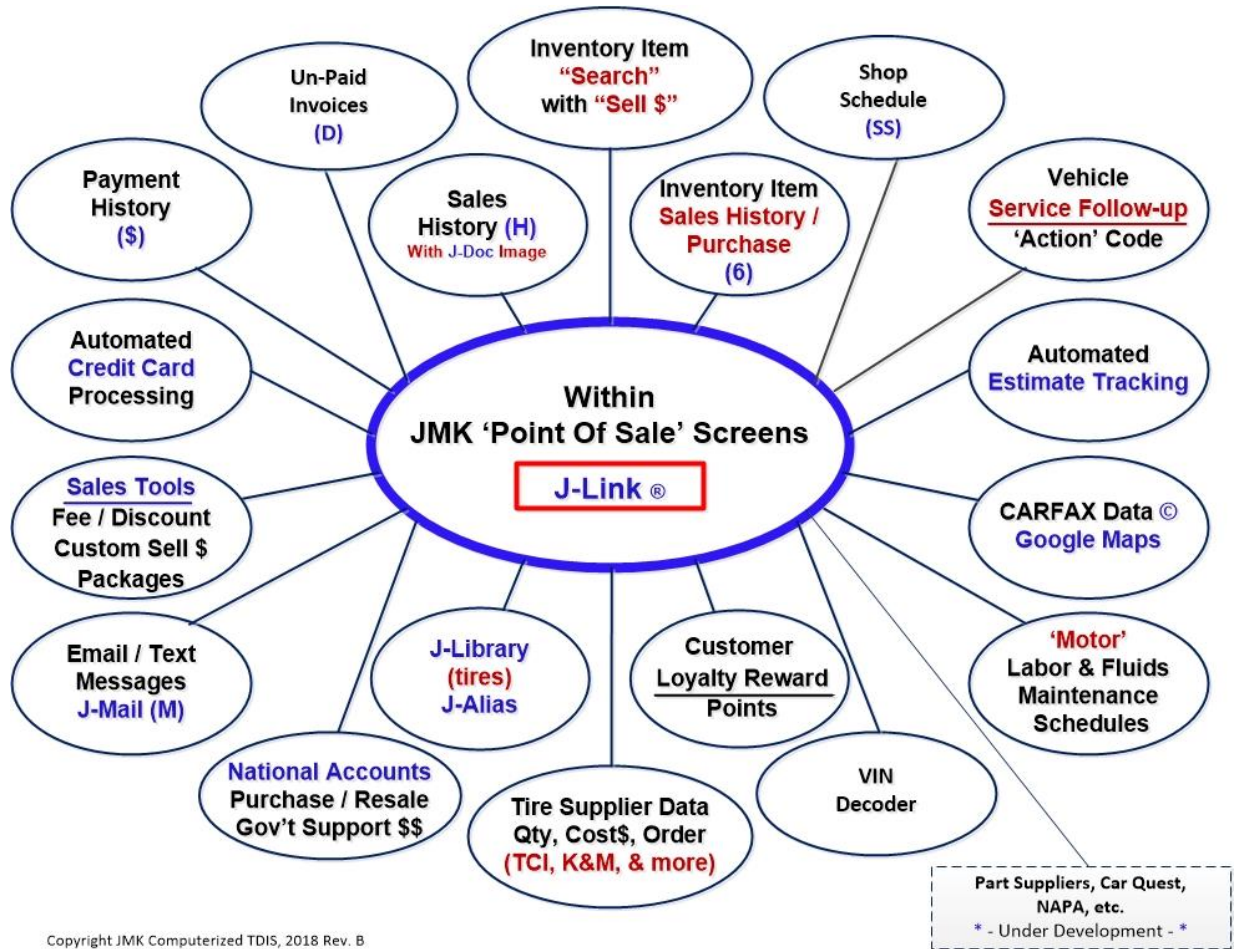 Inventory Item
“Search”
with “Sell $”
Un-Paid
Invoices
(D)
Shop
Schedule
(SS)
Payment
History
($)
Sales
History (H)
With J-Doc Image
Inventory Item
Sales History /
Purchase
(6)
Vehicle
Service Follow-up
‘Action’ Code
Automated
Credit Card
Processing
Within
JMK ‘Point Of Sale’ Screens
J-Link ®
Automated
Estimate Tracking
Sales Tools
Fee / Discount
Custom Sell $
Packages
CARFAX Data ©
Google Maps
Email / Text
Messages
J-Mail (M)
J-Library
(tires)
J-Alias
Customer
Loyalty Reward
Points
‘Motor’
Labor & Fluids
Maintenance
Schedules
National Accounts
Purchase / Resale
Gov’t Support $$
Tire Supplier Data
Qty, Cost$, Order
(TCI, K&M, & more)
VIN
Decoder
Part Suppliers, Car Quest,
NAPA, etc.
* - Under Development - *
Copyright JMK Computerized TDIS, 2018 Rev. B